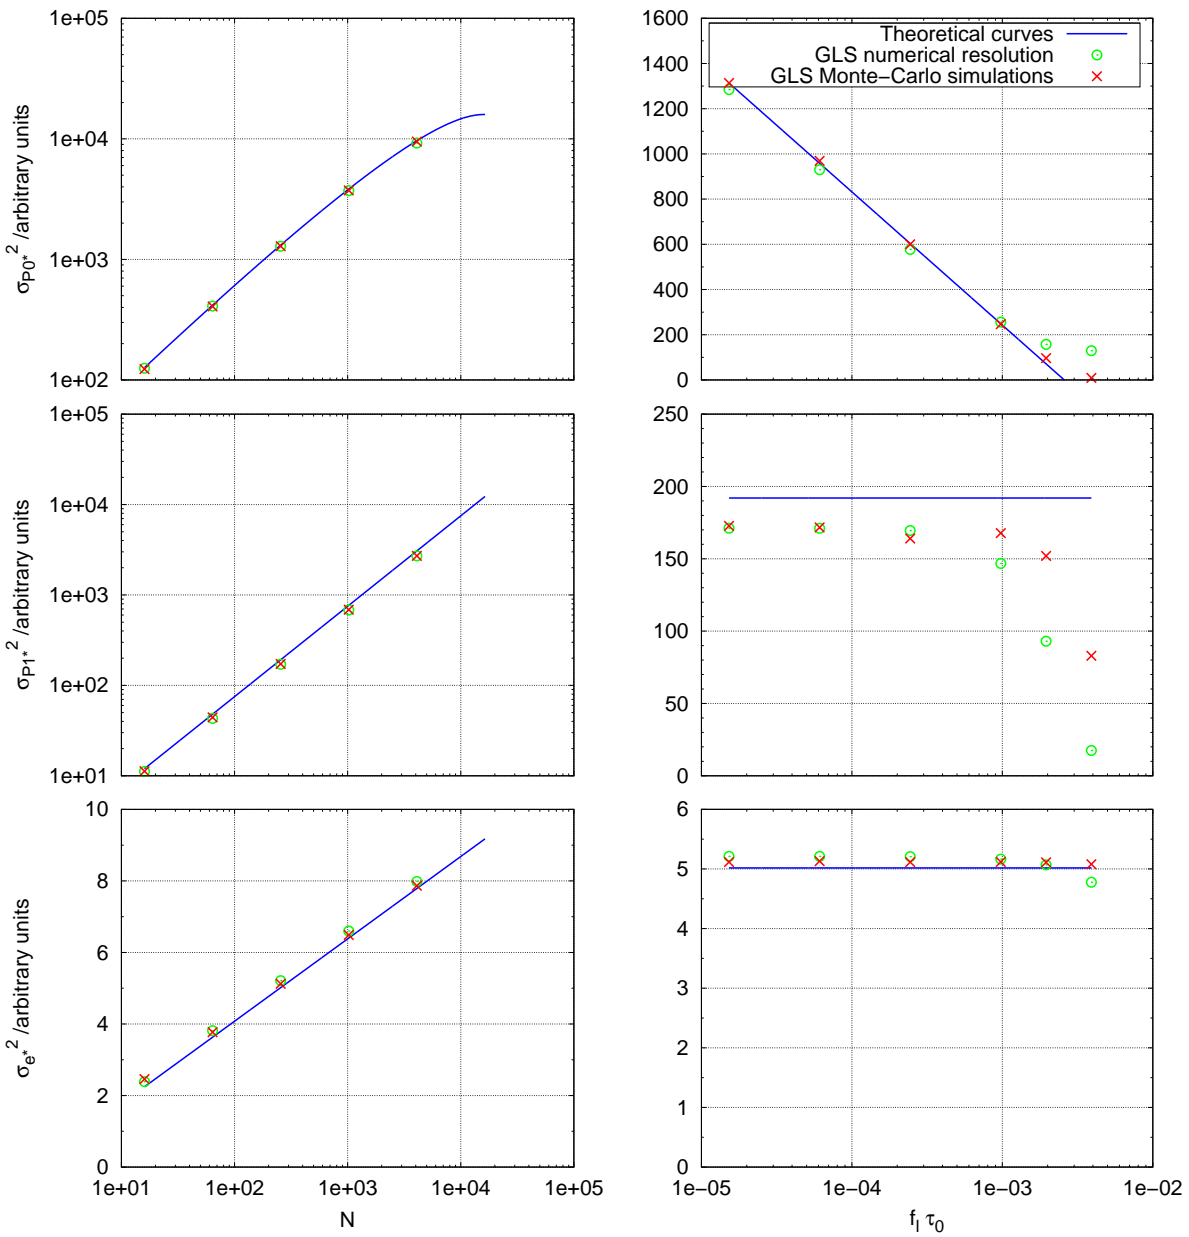 1e+05
1e+04
1e+03
1e+02
σP0*² /arbitrary units
1600
1400
1200
1000
800
600
400
200
0
Theoretical curves
GLS numerical resolution
GLS Monte−Carlo simulations
1e+05
1e+04
1e+03
1e+02
1e+01
σP1*² /arbitrary units
250
200
150
100
50
0
10
8
6
4
2
0
σe*² /arbitrary units
1e+01 1e+02 1e+03 1e+04 1e+05
N
6
5
4
3
2
1
0
1e−05 1e−04 1e−03 1e−02
fl τ0